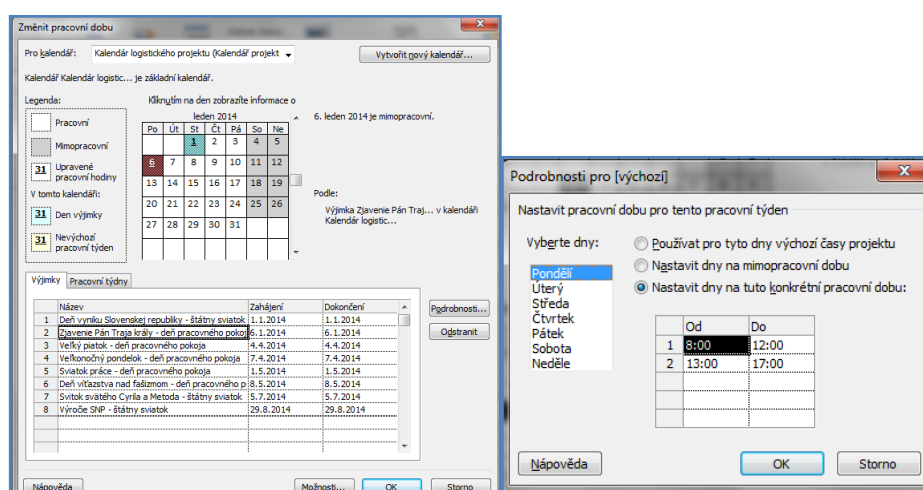 Změnit pracovní dobu
Pro kalendář: Kalendár logistického projektu (Kalendář projekt
Vytvořit nový kalendář...
Kalendář Kalendár logistic... je základní kalendář.
Legenda:
Pracovní
Mimopracovní
31 Upravené pracovní hodiny
V tomto kalendáři:
31 Den výjimky
31 Nevýchozí pracovní týden
Kliknutím na den zobrazíte informace o
leden 2014
Po Út St Čt Pá So Ne
1 2 3 4 5
6 7 8 9 10 11 12
13 14 15 16 17 18 19
20 21 22 23 24 25 26
27 28 29 30 31
6. leden 2014 je mimopracovní.
Podle:
Výjimka Zjavenie Pán Traj... v kalendáři
Kalendár logistic...
Výjimky Pracovní týdny
Název Zahájení Dokončení
1 Deň vyniku Slovenskej republiky - štátny sviatok 1.1.2014 1.1.2014
2 Zjavenie Pán Traja krály - deň pracovného pokoj 6.1.2014 6.1.2014
3 Veľký piatok - deň pracovného pokoja 4.4.2014 4.4.2014
4 Veľkonočný pondelok - deň pracovného pokoja 7.4.2014 7.4.2014
5 Sviatok práce - deň pracovného pokoja 1.5.2014 1.5.2014
6 Deň víťazstva nad fašizmom - deň pracovného p 8.5.2014 8.5.2014
7 Svitok svätého Cyrila a Metoda - štátny sviatok 5.7.2014 5.7.2014
8 Výročie SNP - štátny sviatok 29.8.2014 29.8.2014
Podrobnosti...
Odstranit
Nápověda Možnosti... OK Storno
Podrobnosti pro [výchozí]
Nastavit pracovní dobu pro tento pracovní týden
Vyberte dny:
Pondělí
Úterý
Středa
Čtvrtek
Pátek
Sobota
Neděle
Používat pro tyto dny výchozí časy projektu
Nastavit dny na mimopracovní dobu
Nastavit dny na tuto konkrétní pracovní dobu:
Od Do
1 8:00 12:00
2 13:00 17:00
Nápověda OK Storno